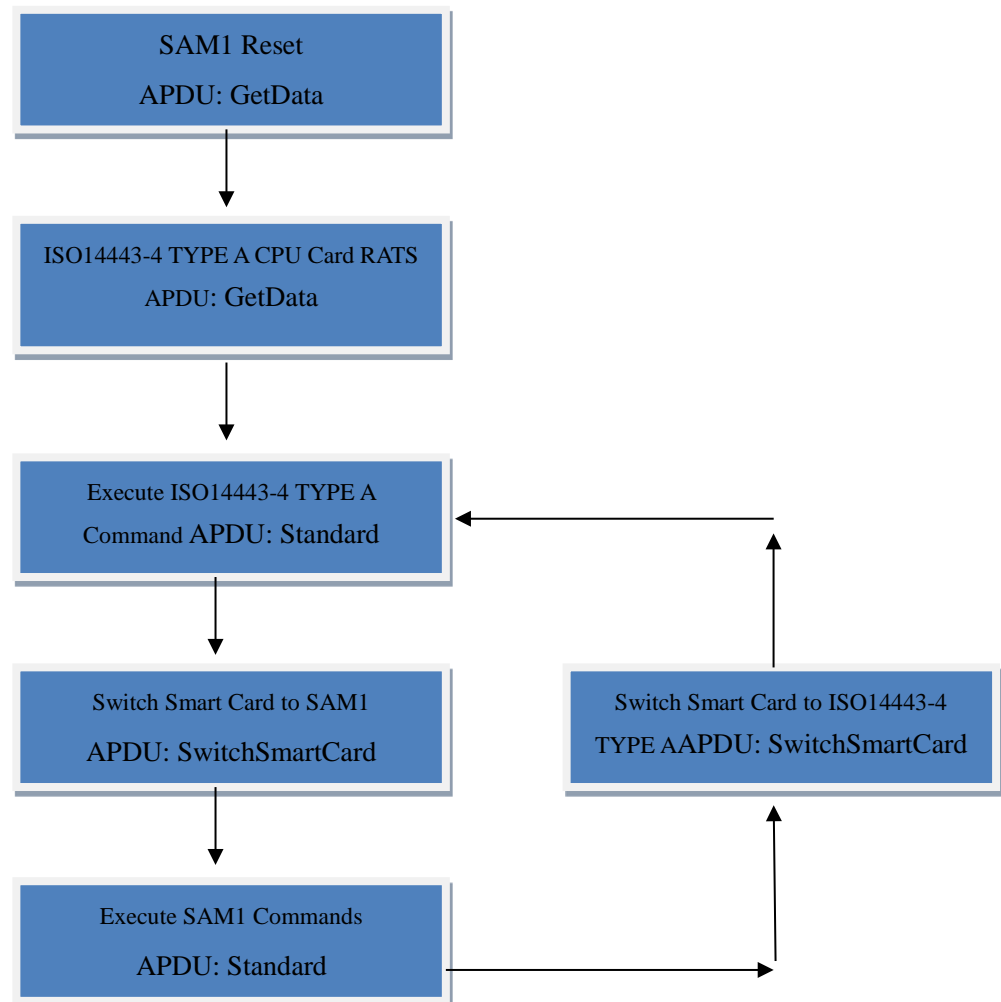 SAM1 Reset
APDU: GetData
ISO14443-4 TYPE A CPU Card RATS
APDU: GetData
Execute ISO14443-4 TYPE A
Command APDU: Standard
Switch Smart Card to SAM1
APDU: SwitchSmartCard
Switch Smart Card to ISO14443-4
TYPE AAPDU: SwitchSmartCard
Execute SAM1 Commands
APDU: Standard